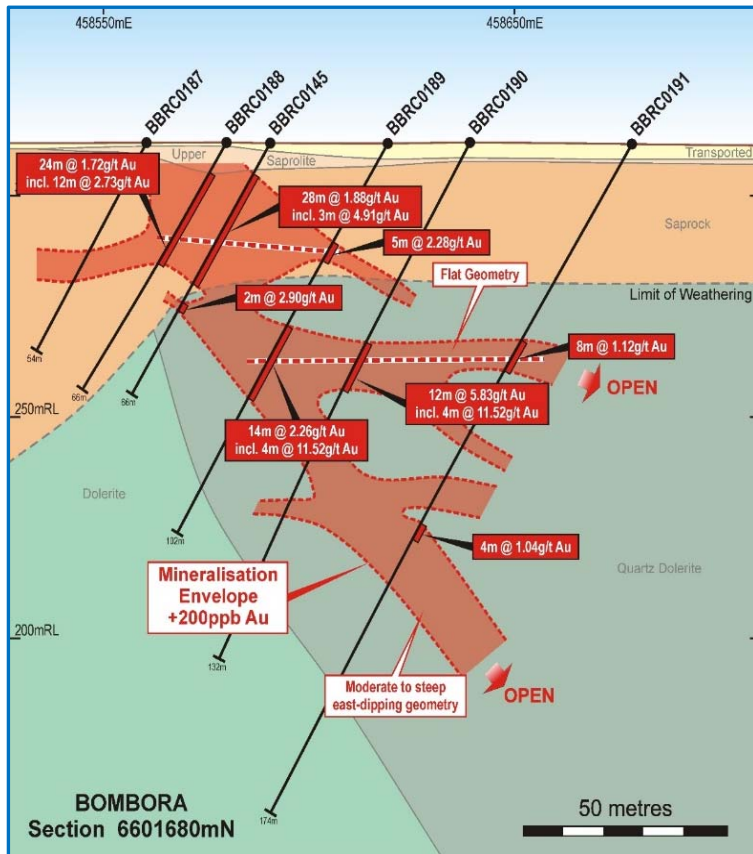 458550mE
458650mE
BBRC0187
BBRC0188
BBRC0145
BBRC0189
BBRC0190
BBRC0191
Upper
Saprolite
Transported
24m @ 1.72g/t Au
incl. 12m @ 2.73g/t Au
28m @ 1.88g/t Au
incl. 3m @ 4.91g/t Au
5m @ 2.28g/t Au
Saprock
Flat Geometry
2m @ 2.90g/t Au
Limit of Weathering
8m @ 1.12g/t Au
54m
66m
66m
OPEN
12m @ 5.83g/t Au
incl. 4m @ 11.52g/t Au
250mRL
14m @ 2.26g/t Au
incl. 4m @ 11.52g/t Au
Dolerite
132m
4m @ 1.04g/t Au
Quartz Dolerite
Mineralisation
Envelope
+200ppb Au
200mRL
132m
Moderate to steep
east-dipping geometry
OPEN
174m
BOMBORA
Section 6601680mN
50 metres